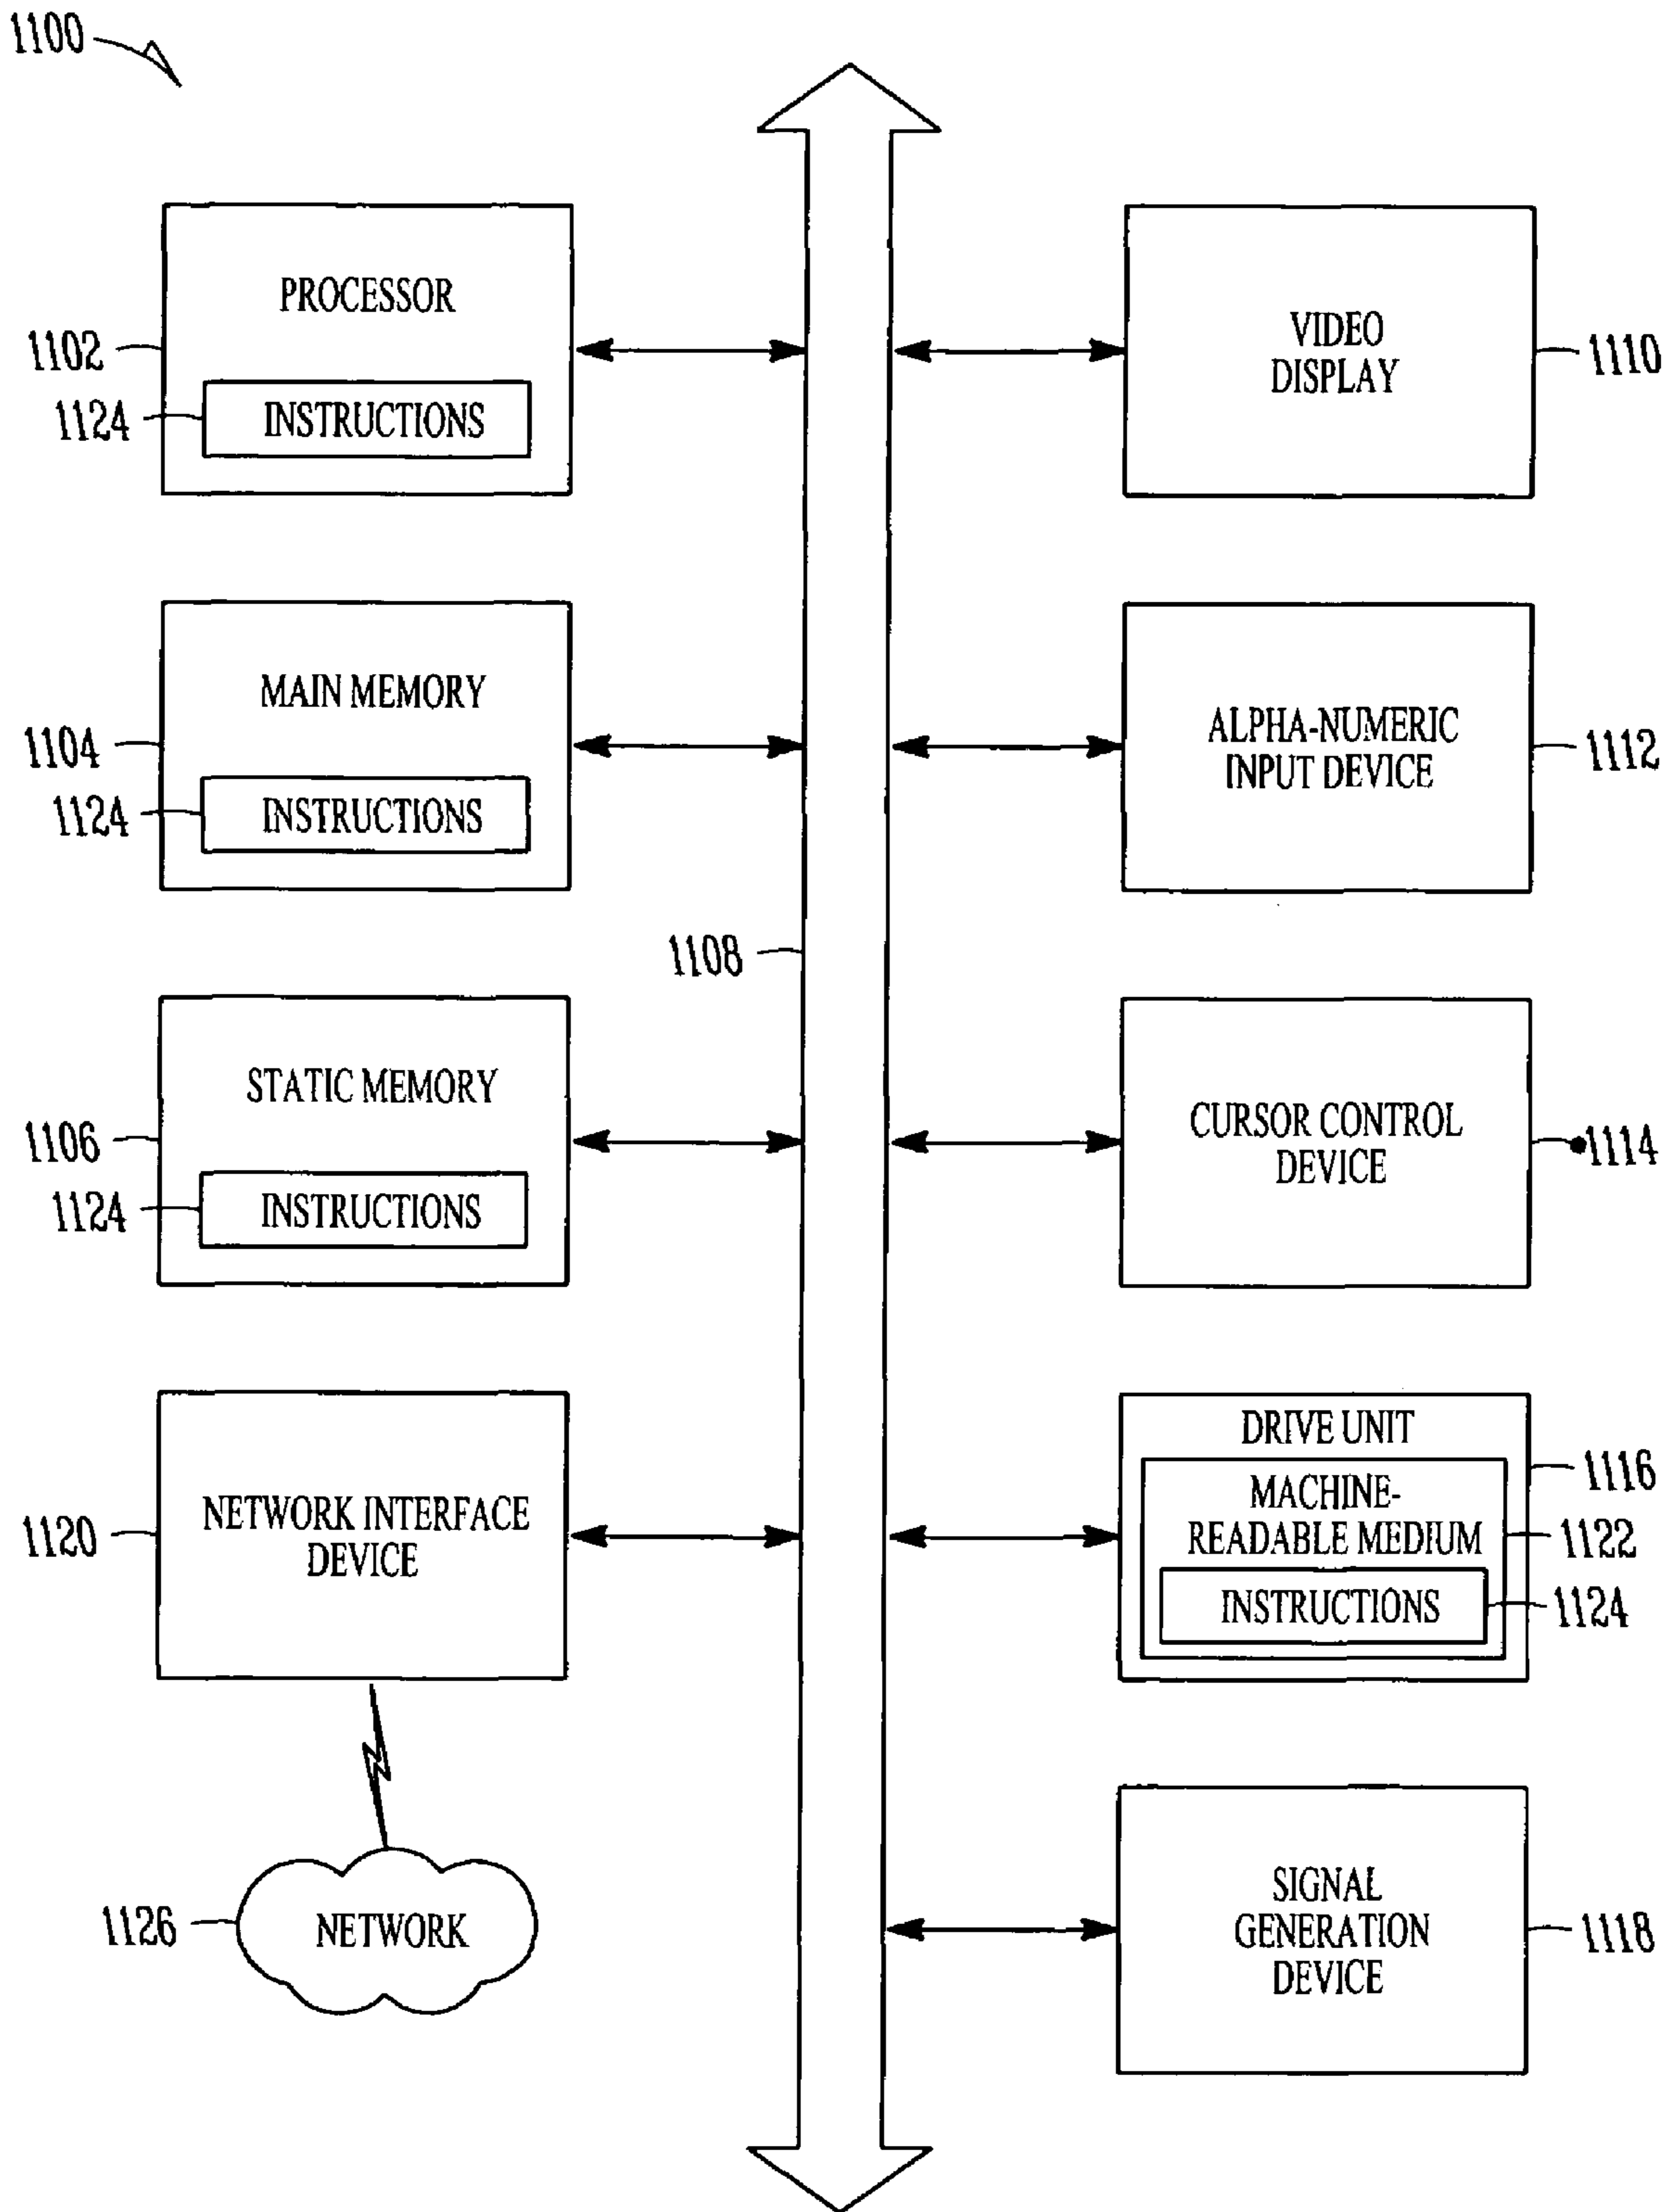 1100
PROCESSOR
1102
1124
INSTRUCTIONS
VIDEO
DISPLAY
1110
MAIN MEMORY
1104
1124
INSTRUCTIONS
ALPHA-NUMERIC
INPUT DEVICE
1112
1108
STATIC MEMORY
1106
1124
INSTRUCTIONS
CURSOR CONTROL
DEVICE
1114
NETWORK INTERFACE
DEVICE
1120
DRIVE UNIT
1116
MACHINE-
READABLE MEDIUM
1122
INSTRUCTIONS
1124
NETWORK
1126
SIGNAL
GENERATION
DEVICE
1118